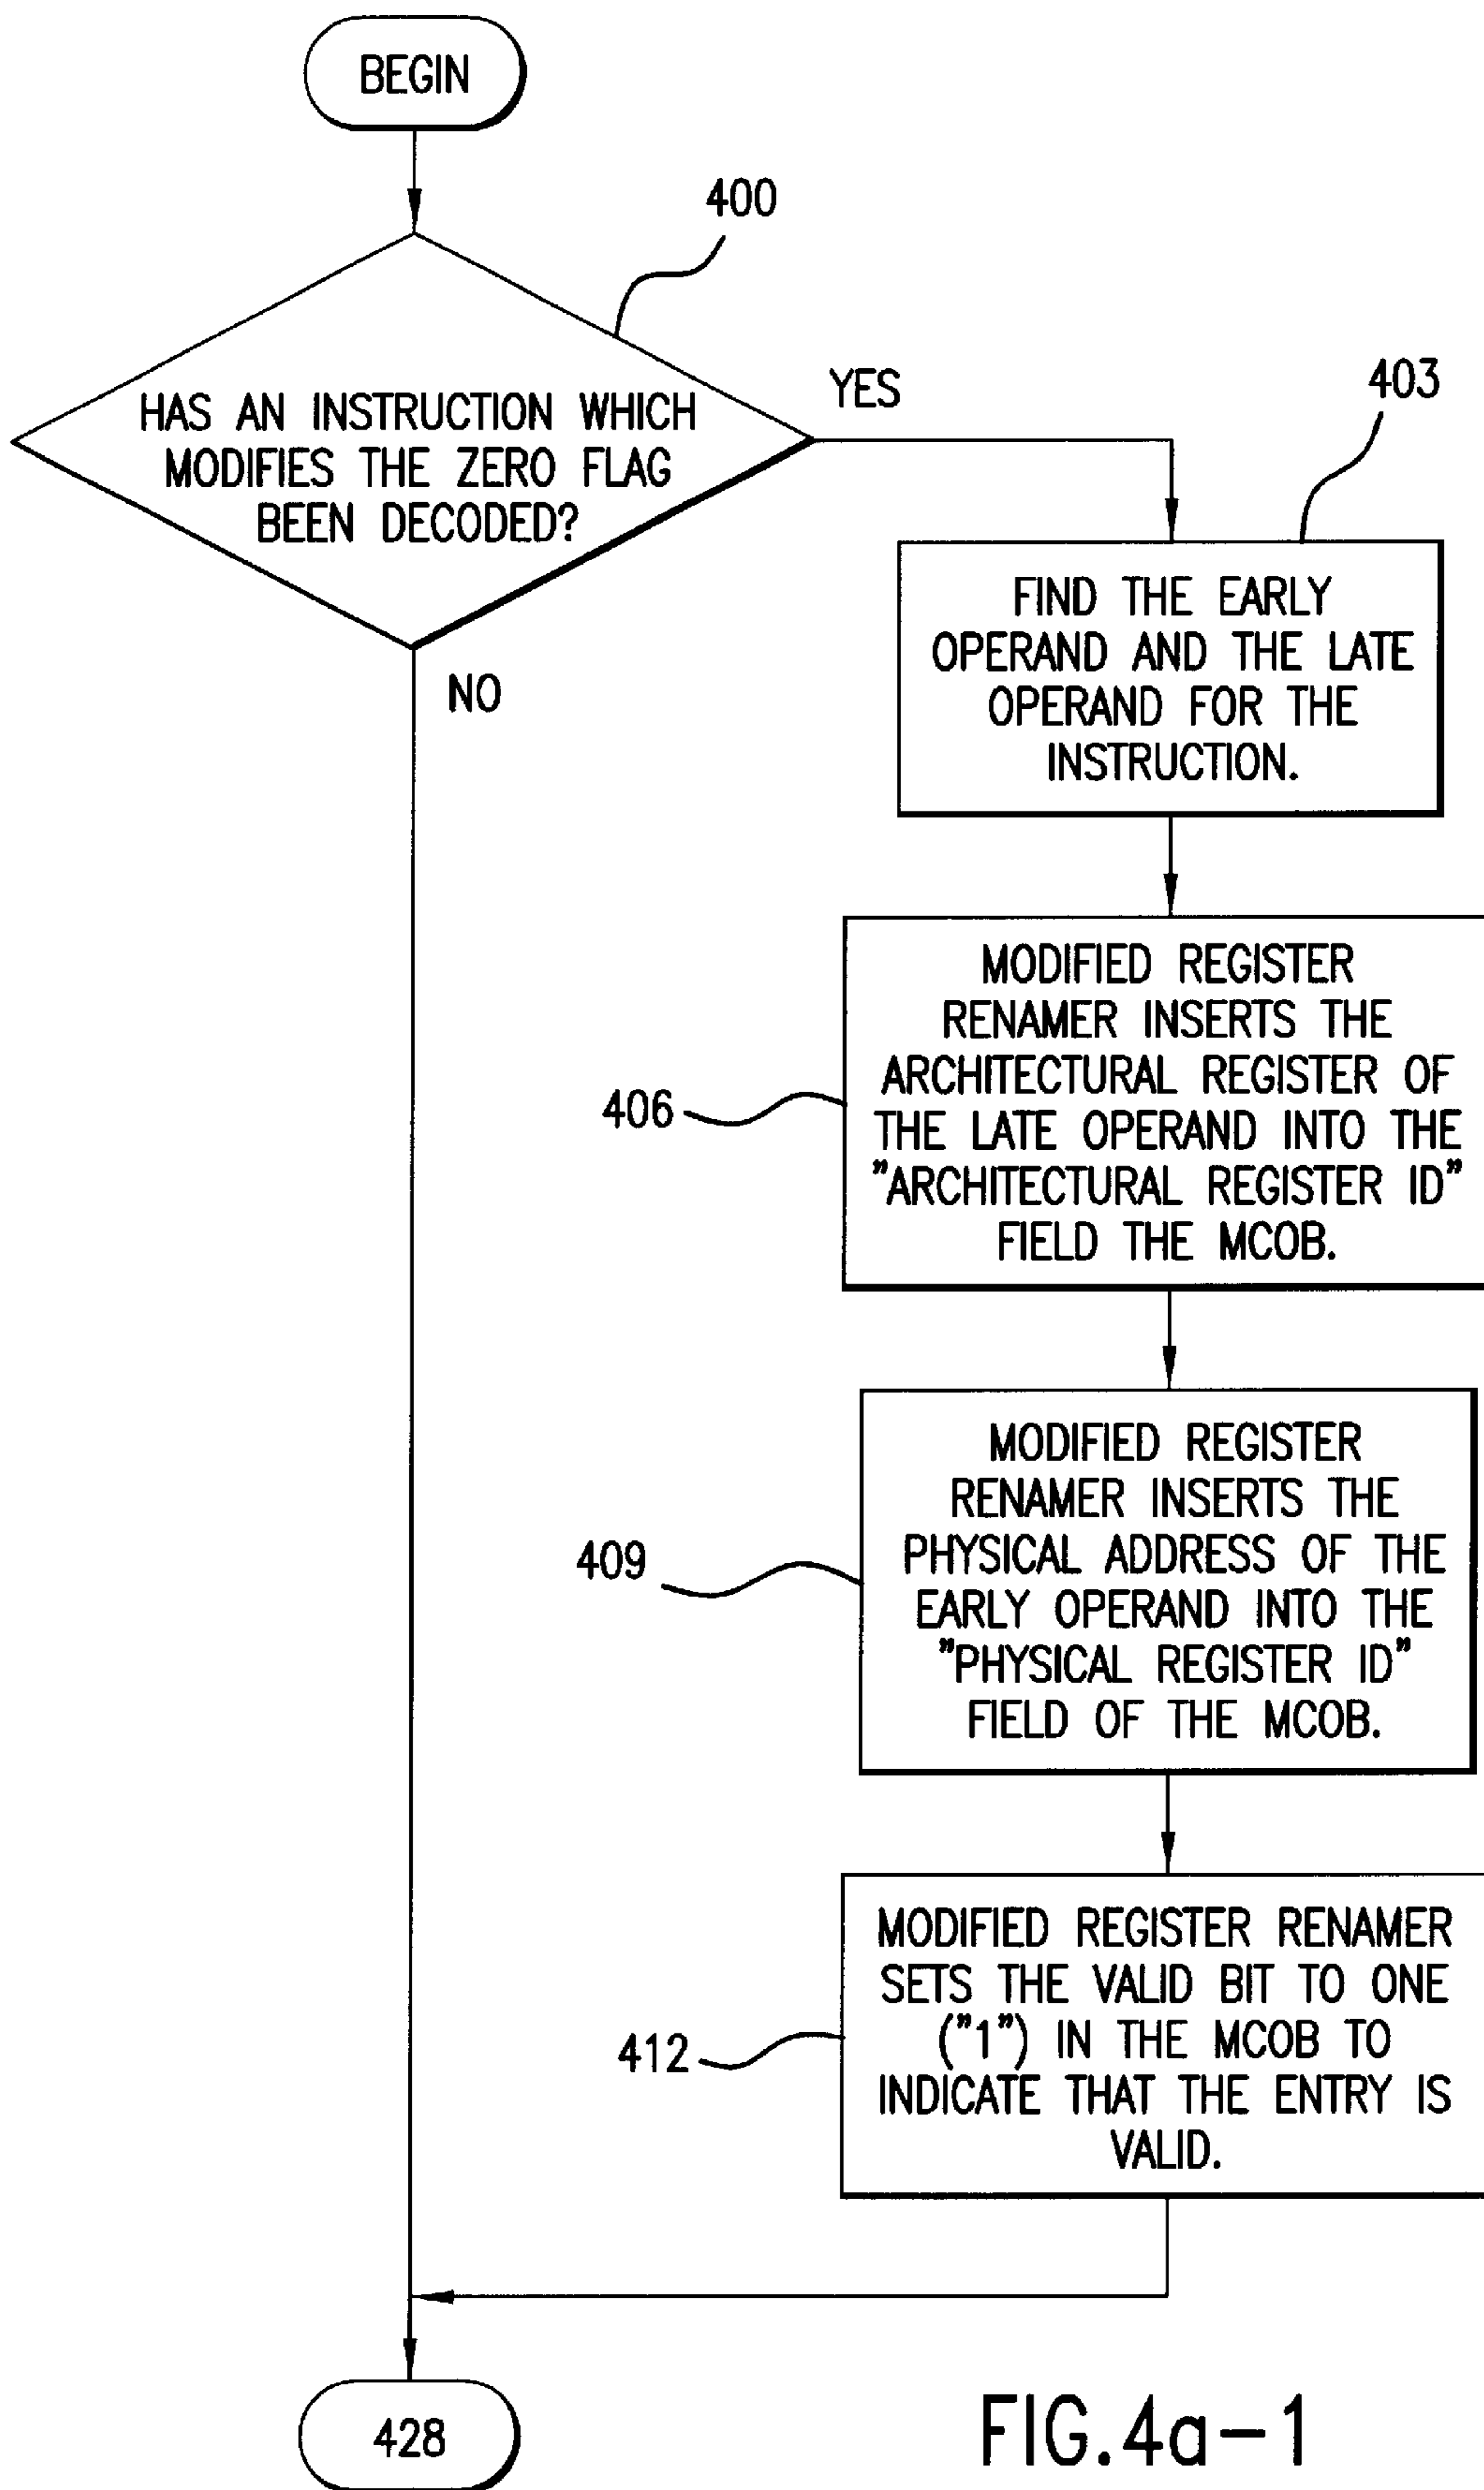 BEGIN
400
HAS AN INSTRUCTION WHICH
MODIFIES THE ZERO FLAG
BEEN DECODED?
YES
NO
403
FIND THE EARLY
OPERAND AND THE LATE
OPERAND FOR THE
INSTRUCTION.
406
MODIFIED REGISTER
RENAMER INSERTS THE
ARCHITECTURAL REGISTER OF
THE LATE OPERAND INTO THE
"ARCHITECTURAL REGISTER ID"
FIELD THE MCOB.
409
MODIFIED REGISTER
RENAMER INSERTS THE
PHYSICAL ADDRESS OF THE
EARLY OPERAND INTO THE
"PHYSICAL REGISTER ID"
FIELD OF THE MCOB.
412
MODIFIED REGISTER RENAMER
SETS THE VALID BIT TO ONE
("1") IN THE MCOB TO
INDICATE THAT THE ENTRY IS
VALID.
428
FIG.4a-1